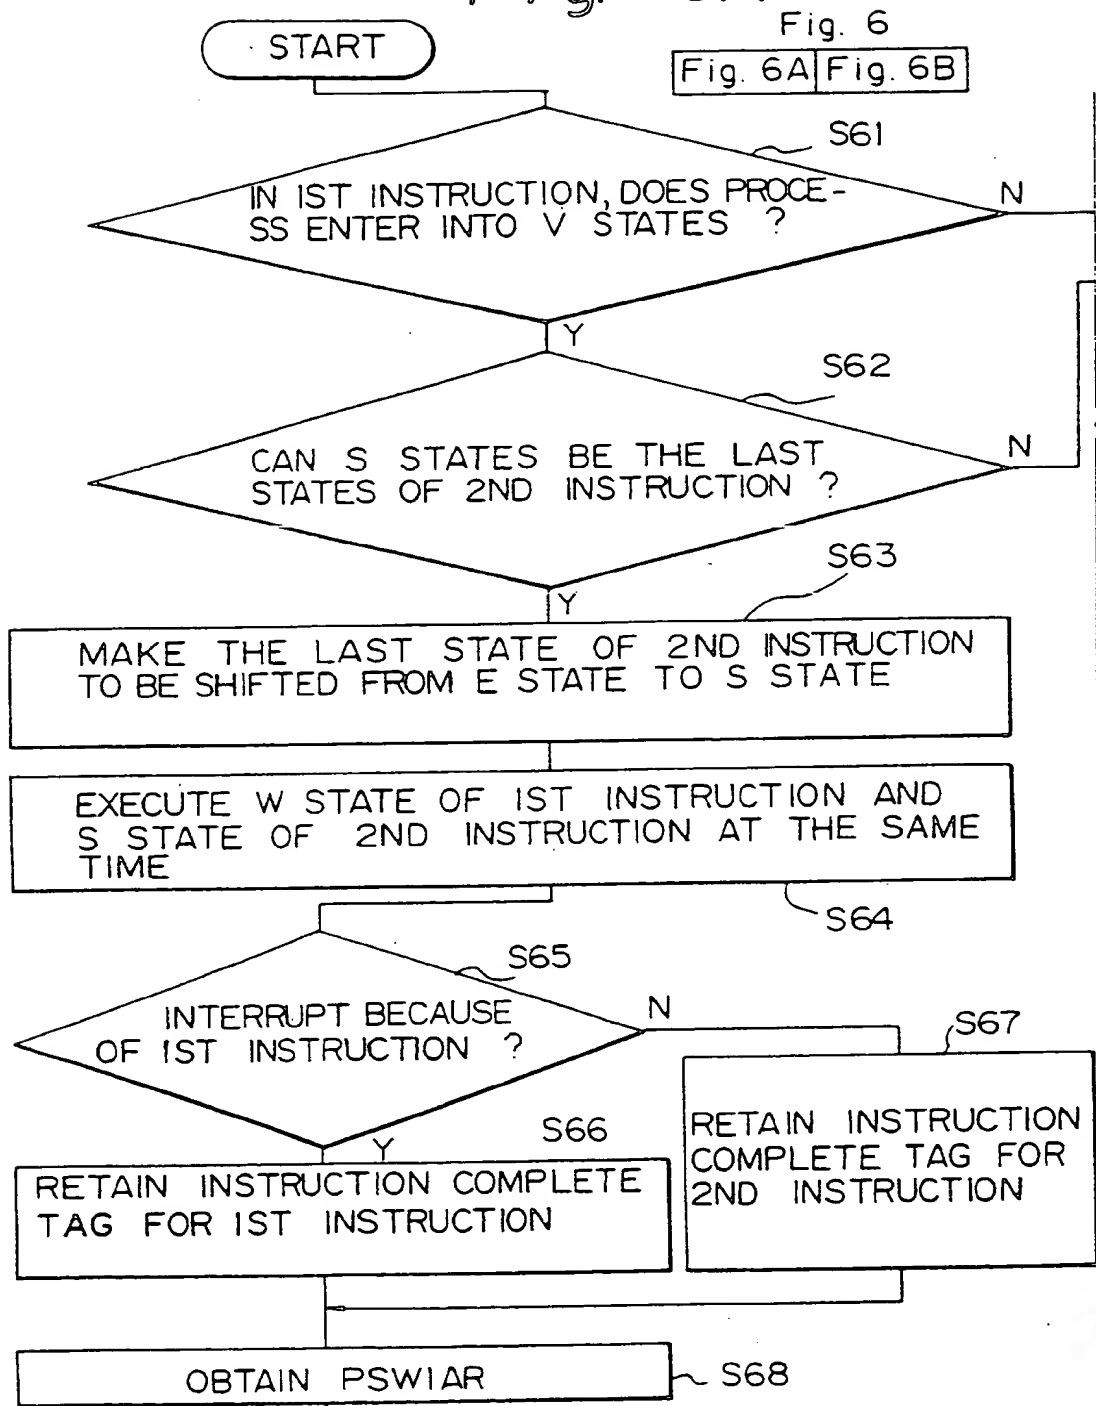 Fig. 6
Fig. 6A Fig. 6B
START
S61
IN 1ST INSTRUCTION, DOES PROCE-
SS ENTER INTO V STATES ?
N
Y
S62
CAN S STATES BE THE LAST
STATES OF 2ND INSTRUCTION ?
N
Y
S63
MAKE THE LAST STATE OF 2ND INSTRUCTION
TO BE SHIFTED FROM E STATE TO S STATE
EXECUTE W STATE OF 1ST INSTRUCTION AND
S STATE OF 2ND INSTRUCTION AT THE SAME
TIME
S64
S65
INTERRUPT BECAUSE
OF 1ST INSTRUCTION ?
N
Y
S66
RETAIN INSTRUCTION COMPLETE
TAG FOR 1ST INSTRUCTION
S67
RETAIN INSTRUCTION
COMPLETE TAG FOR
2ND INSTRUCTION
OBTAIN PSWIAR
S68